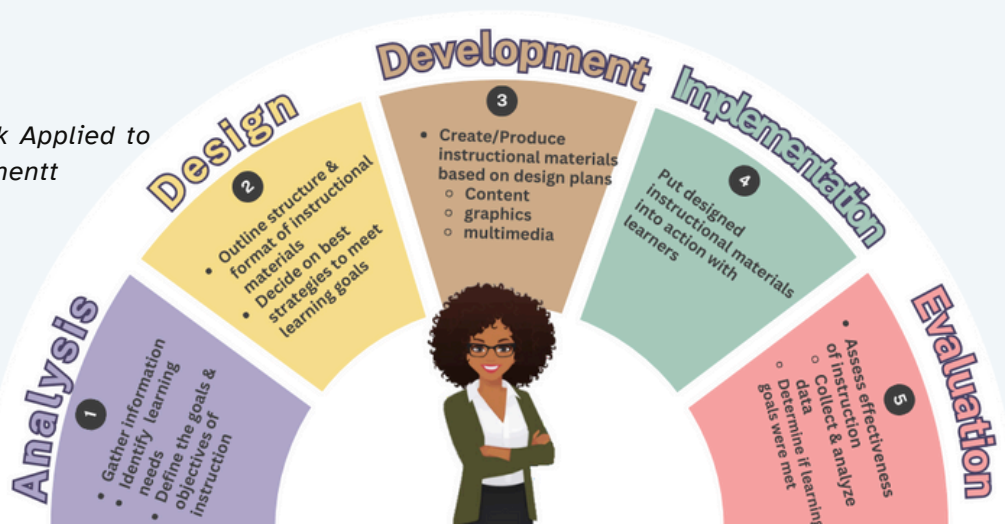 k Applied to
nentt
Analysis
1
• Gather information
• Identify learning
needs
• Define the goals &
objectives of
instruction
Design
2
• Outline structure &
format of instructional
materials
• Decide on best
strategies to meet
learning goals
Development
3
• Create/Produce
instructional materials
based on design plans
○ Content
○ graphics
○ multimedia
Implementation
4
Put designed
instructional materials
into action with
learners
Evaluation
5
• Assess effectiveness
of instruction
○ Collect & analyze
data
○ Determine if learning
goals were met